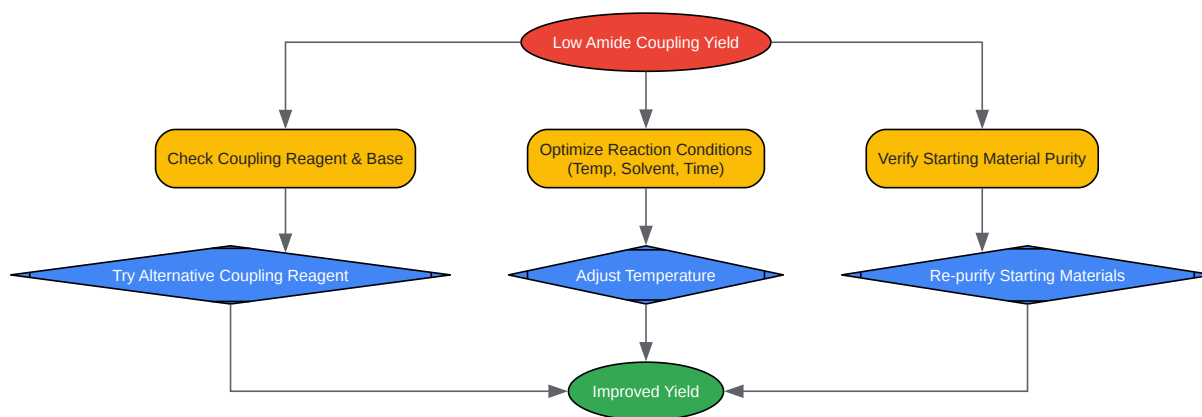 Low Amide Coupling Yield
Check Coupling Reagent & Base
Optimize Reaction Conditions
(Temp, Solvent, Time)
Verify Starting Material Purity
Try Alternative Coupling Reagent
Adjust Temperature
Re-purify Starting Materials
Improved Yield